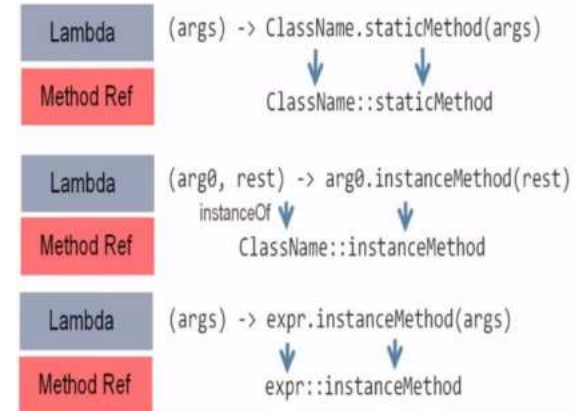 Lambda (args) -> ClassName.staticMethod(args)
Method Ref ClassName::staticMethod
Lambda (arg0, rest) -> arg0.instanceMethod(rest)
instanceOf
Method Ref ClassName::instanceMethod
Lambda (args) -> expr.instanceMethod(args)
Method Ref expr::instanceMethod